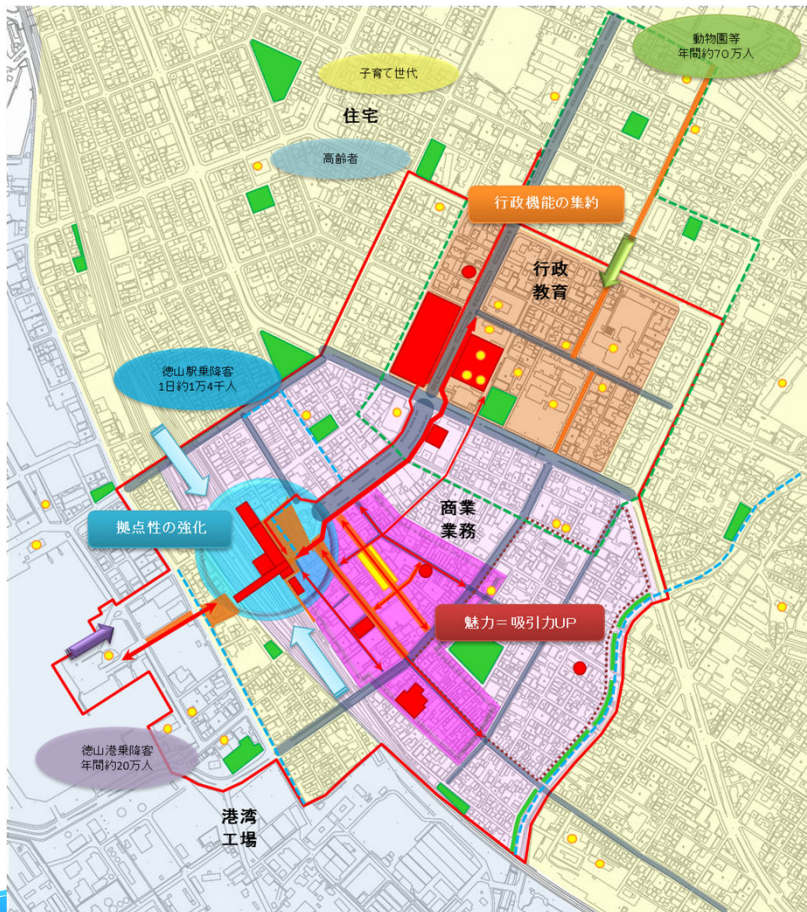 動物園等
年間約70万人
子育て世代
住宅
高齢者
行政機能の集約
行政
教育
徳山駅乗降客
1日約1万4千人
拠点性の強化
商業
業務
魅力=吸引力UP
徳山港乗降客
年間約20万人
港湾
工場